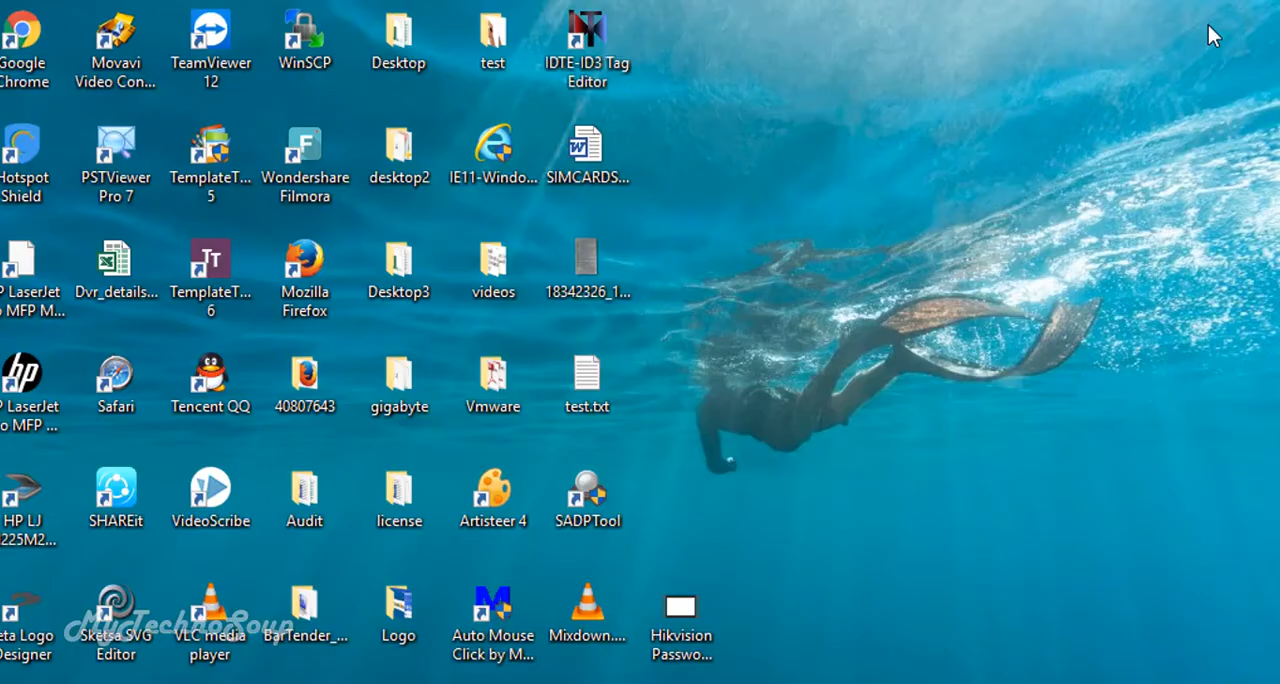 Google
Chrome
Movavi
Video Con...
TeamViewer
12
WinSCP
Desktop
test
IDTE-ID3 Tag
Editor
Hotspot
Shield
PSTViewer
Pro 7
TemplateT...
5
F
Wondershare
Filmora
desktop2
IE11-Windo...
SIMCARDS...
P LaserJet
o MFP M...
Dvr_details...
Tt
TemplateT...
6
Mozilla
Firefox
Desktop3
videos
18342326_1...
hp
P LaserJet
o MFP ...
Safari
Tencent QQ
40807643
gigabyte
Vmware
test.txt
HP LJ
225M2...
SHAREit
VideoScribe
Audit
license
Artisteer 4
SADPTool
eta Logo
Designer
Sketsa SVG
Editor
VLC media
player
BarTender_...
Logo
Auto Mouse
Click by M...
Mixdown....
Hikvision
Passwo...
MyTechnoSoup